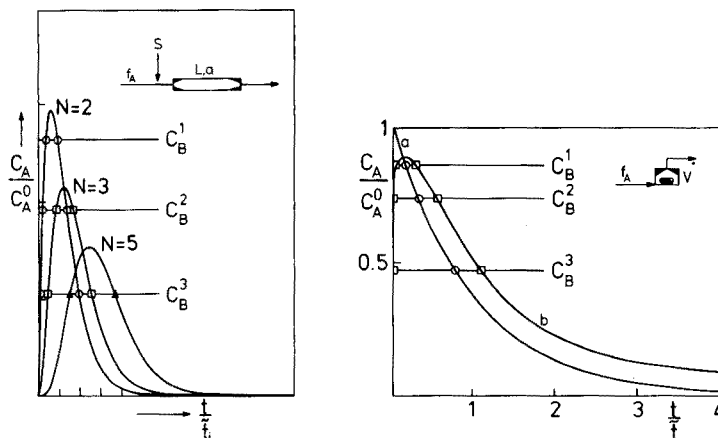 S
f_A
L,a
N=2
C_B^1
C_A
C_A^0
N=3
C_B^2
N=5
C_B^3
t
t̃_i
1
a
C_B^1
f_A
V
C_A
C_A^0
C_B^2
0.5
C_B^3
b
1
2
3
4
t
t̃